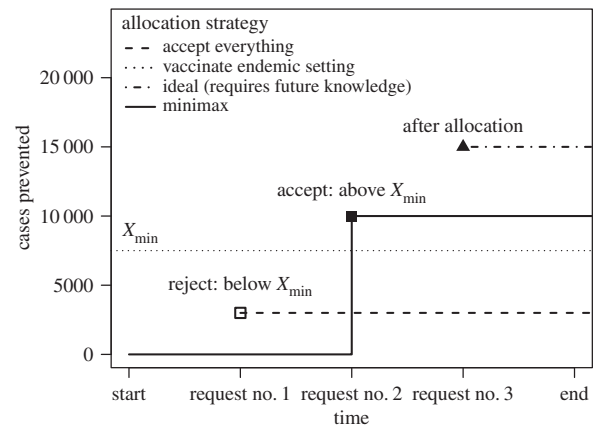 allocation strategy
accept everything
vaccinate endemic setting
ideal (requires future knowledge)
minimax
20 000
15 000
10 000
5000
0
cases prevented
after allocation
accept: above Xmin
Xmin
reject: below Xmin
start
request no. 1
request no. 2
request no. 3
end
time